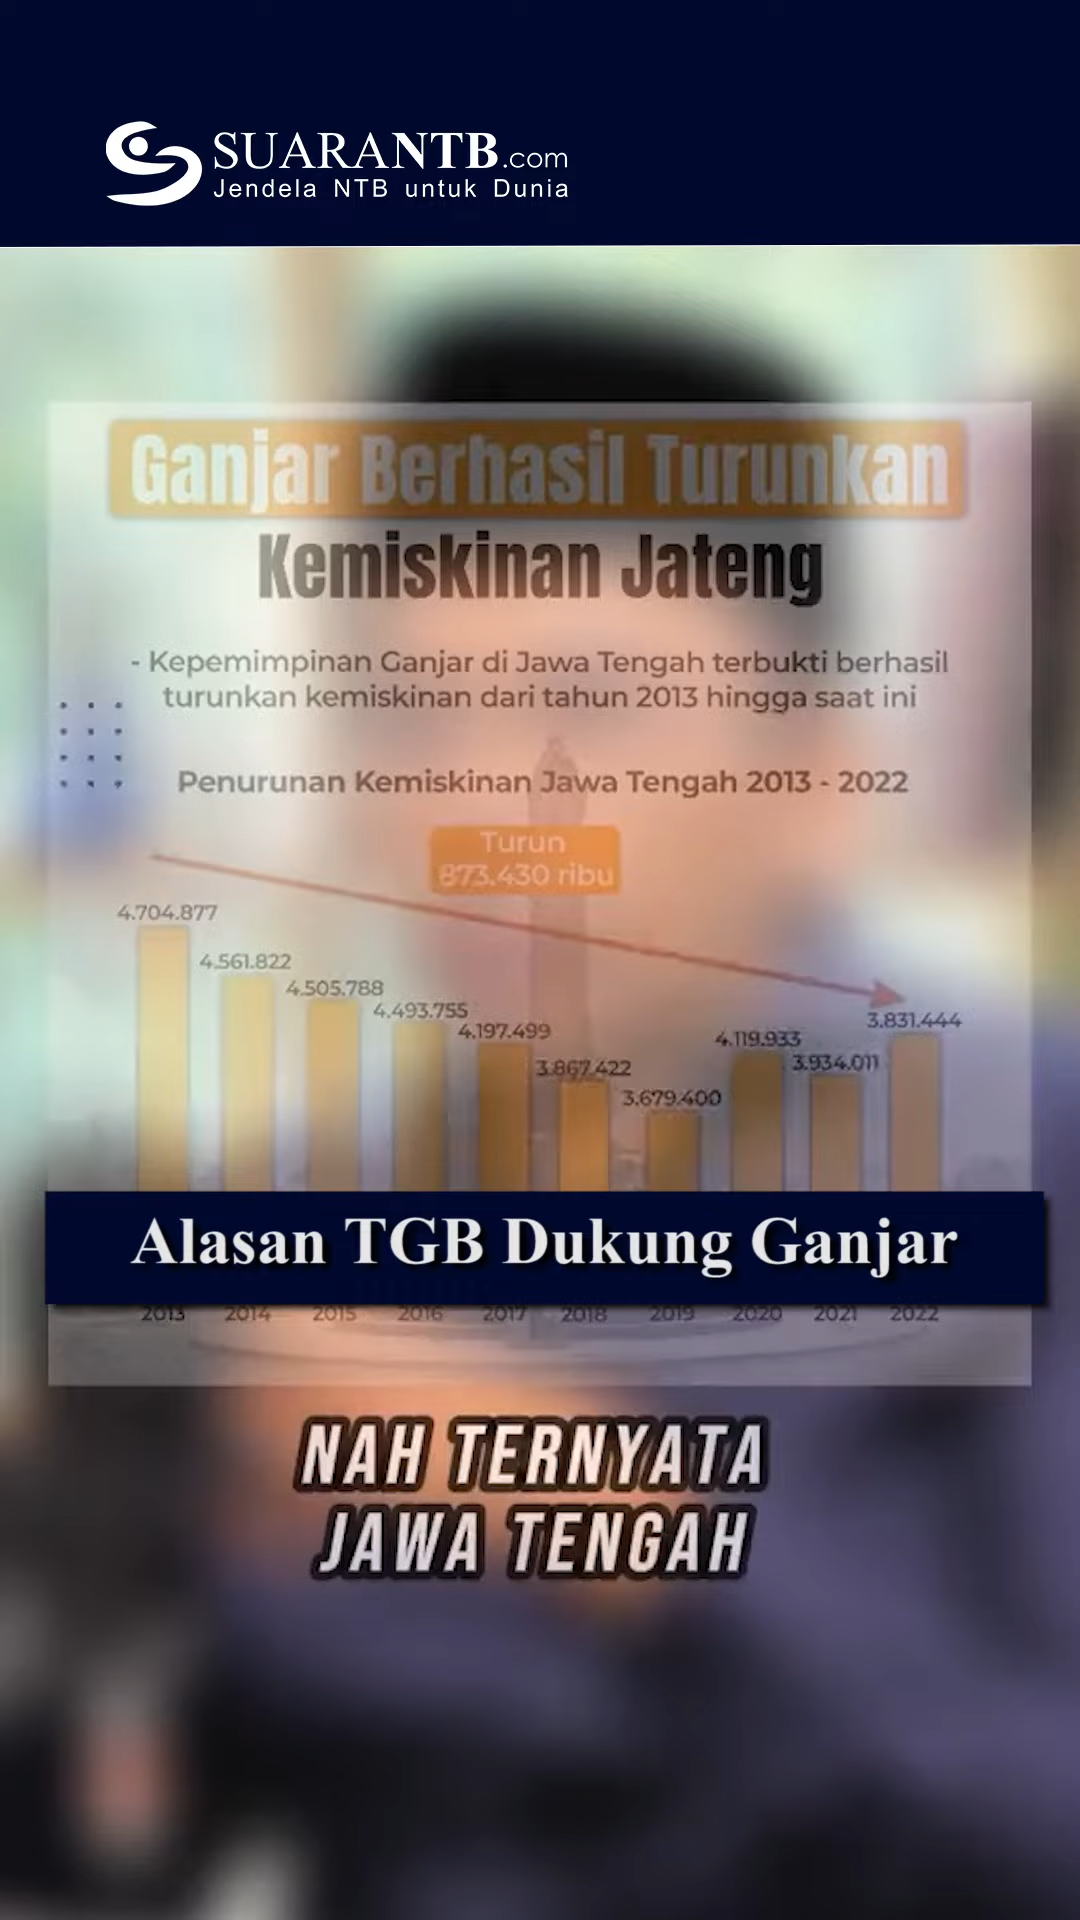 SUARANTB.com
Jendela NTB untuk Dunia
Ganjar Berhasil Turunkan
Kemiskinan Jateng
- Kepemimpinan Ganjar di Jawa Tengah terbukti berhasil
turunkan kemiskinan dari tahun 2013 hingga saat ini
Penurunan Kemiskinan Jawa Tengah 2013 - 2022
Turun
873.430 ribu
4.704.877
4.561.822
4.505.788
4.493.755
4.197.499
3.867.422
3.679.400
4.119.933
3.934.011
3.831.444
Alasan TGB Dukung Ganjar
2013 2014 2015 2016 2017 2018 2019 2020 2021 2022
NAH TERNYATA
JAWA TENGAH